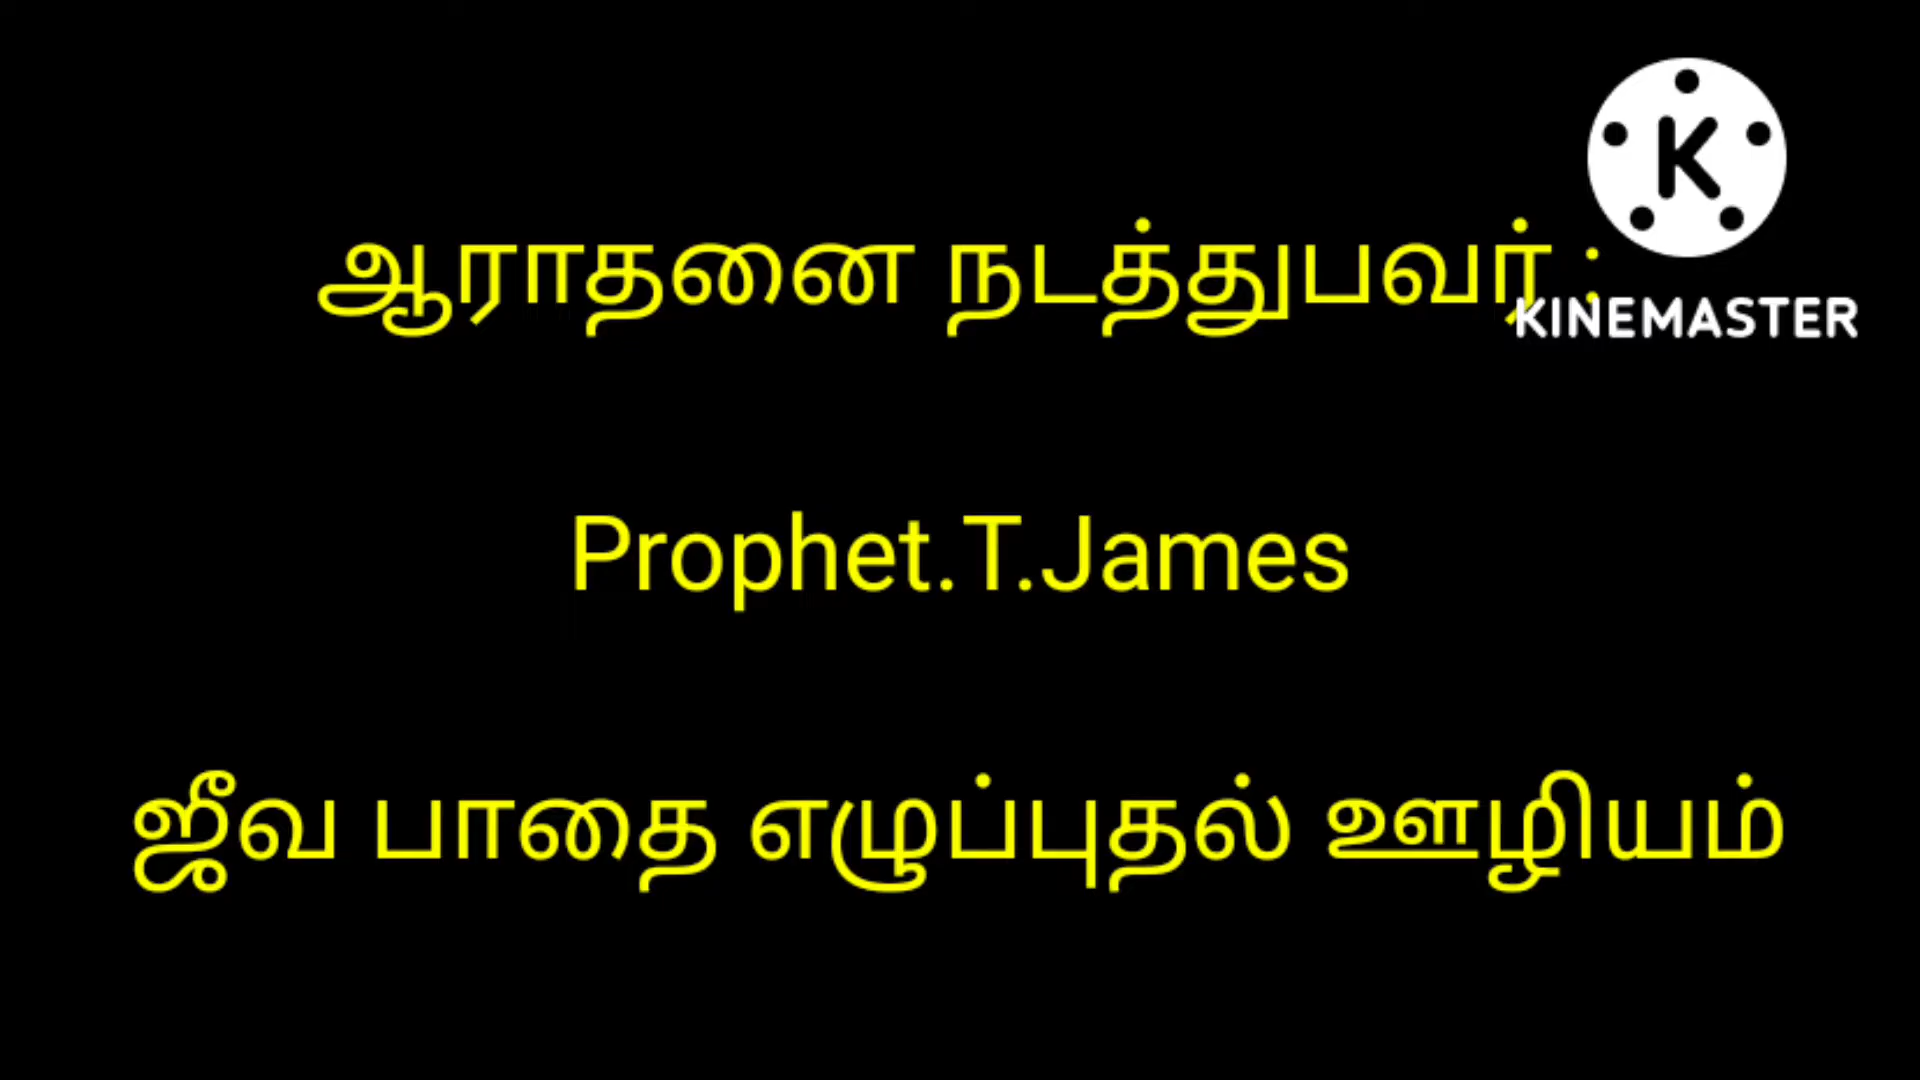 ஆராதனை நடத்துபவர் :
K
KINEMASTER
Prophet.T.James
ஜீவ பாதை எழுப்புதல் ஊழியம்